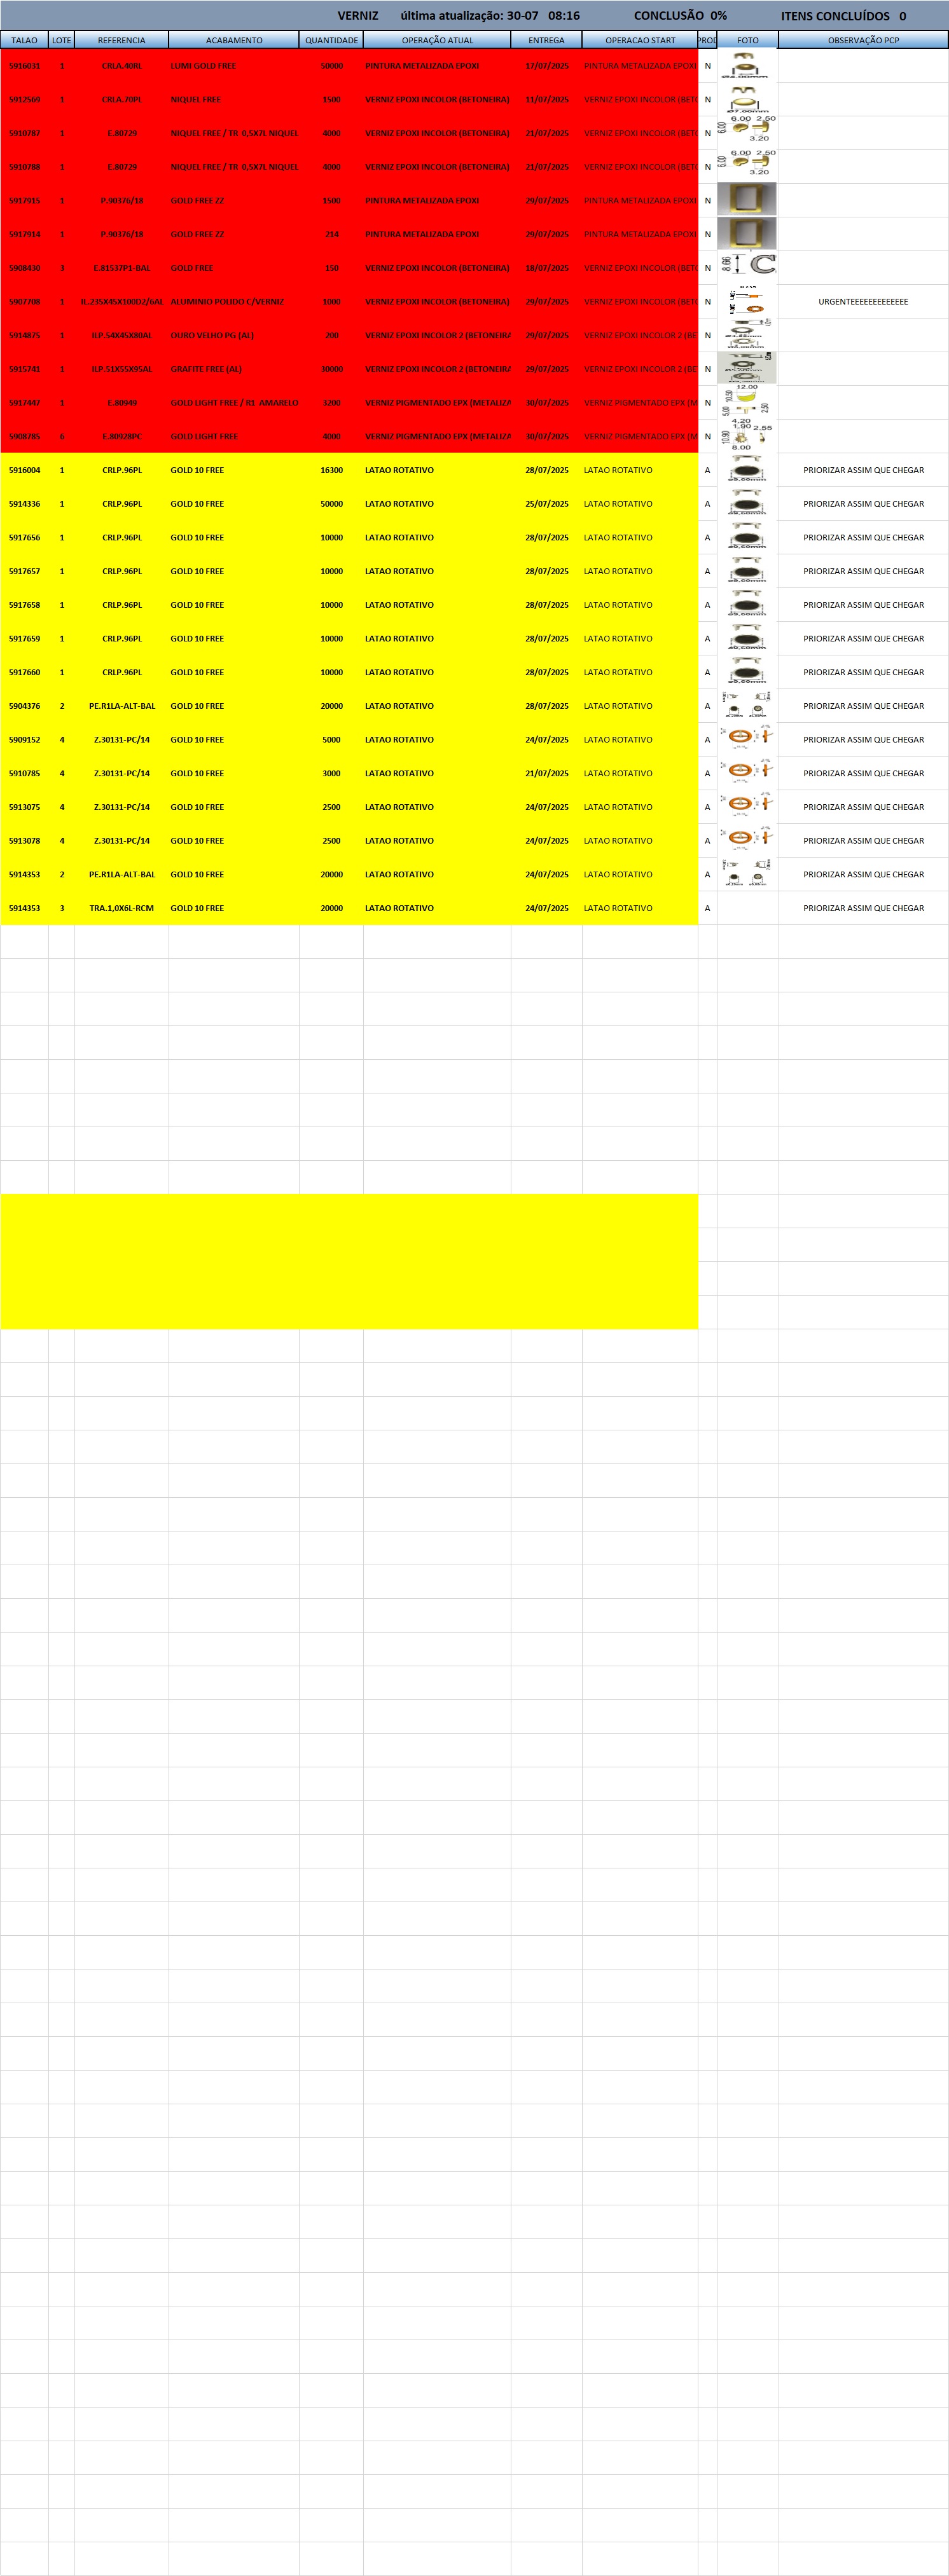 VERNIZ última atualização: 30-07 08:16 CONCLUSÃO 0% ITENS CONCLUÍDOS 0
TALAO LOTE REFERENCIA ACABAMENTO QUANTIDADE OPERAÇÃO ATUAL ENTREGA OPERACAO START PROD FOTO OBSERVAÇÃO PCP
5916031 1 CRLA.40RL LUMI GOLD FREE 50000 PINTURA METALIZADA EPOXI 17/07/2025 PINTURA METALIZADA EPOXI N
5912569 1 CRLA.70PL NIQUEL FREE 1500 VERNIZ EPOXI INCOLOR (BETONEIRA) 11/07/2025 VERNIZ EPOXI INCOLOR (BETO N Ø7.00mm
5910787 1 E.80729 NIQUEL FREE / TR 0,5X7L NIQUEL 4000 VERNIZ EPOXI INCOLOR (BETONEIRA) 21/07/2025 VERNIZ EPOXI INCOLOR (BETO N 6.00 2.50 6.00 3.20
5910788 1 E.80729 NIQUEL FREE / TR 0,5X7L NIQUEL 4000 VERNIZ EPOXI INCOLOR (BETONEIRA) 21/07/2025 VERNIZ EPOXI INCOLOR (BETO N 6.00 2.50 6.00 3.20
5917915 1 P.90376/18 GOLD FREE ZZ 1500 PINTURA METALIZADA EPOXI 29/07/2025 PINTURA METALIZADA EPOXI N
5917914 1 P.90376/18 GOLD FREE ZZ 214 PINTURA METALIZADA EPOXI 29/07/2025 PINTURA METALIZADA EPOXI N
5908430 3 E.81537P1-BAL GOLD FREE 150 VERNIZ EPOXI INCOLOR (BETONEIRA) 18/07/2025 VERNIZ EPOXI INCOLOR (BETO N 8.66
5907708 1 IL.235X45X100D2/6AL ALUMINIO POLIDO C/VERNIZ 1000 VERNIZ EPOXI INCOLOR (BETONEIRA) 29/07/2025 VERNIZ EPOXI INCOLOR (BETO N URGENTEEEEEEEEEEEEE
5914875 1 ILP.54X45X80AL OURO VELHO PG (AL) 200 VERNIZ EPOXI INCOLOR 2 (BETONEIRA 29/07/2025 VERNIZ EPOXI INCOLOR 2 (BE N
5915741 1 ILP.51X55X95AL GRAFITE FREE (AL) 30000 VERNIZ EPOXI INCOLOR 2 (BETONEIRA 29/07/2025 VERNIZ EPOXI INCOLOR 2 (BE N
5917447 1 E.80949 GOLD LIGHT FREE / R1 AMARELO 3200 VERNIZ PIGMENTADO EPX (METALIZA 30/07/2025 VERNIZ PIGMENTADO EPX (M N 12.00 10.50 5.00 2.50
5908785 6 E.80928PC GOLD LIGHT FREE 4000 VERNIZ PIGMENTADO EPX (METALIZA 30/07/2025 VERNIZ PIGMENTADO EPX (M N 4.20 1.90 2.55 10.90 8.00
5916004 1 CRLP.96PL GOLD 10 FREE 16300 LATAO ROTATIVO 28/07/2025 LATAO ROTATIVO A PRIORIZAR ASSIM QUE CHEGAR
5914336 1 CRLP.96PL GOLD 10 FREE 50000 LATAO ROTATIVO 25/07/2025 LATAO ROTATIVO A PRIORIZAR ASSIM QUE CHEGAR
5917656 1 CRLP.96PL GOLD 10 FREE 10000 LATAO ROTATIVO 28/07/2025 LATAO ROTATIVO A PRIORIZAR ASSIM QUE CHEGAR
5917657 1 CRLP.96PL GOLD 10 FREE 10000 LATAO ROTATIVO 28/07/2025 LATAO ROTATIVO A PRIORIZAR ASSIM QUE CHEGAR
5917658 1 CRLP.96PL GOLD 10 FREE 10000 LATAO ROTATIVO 28/07/2025 LATAO ROTATIVO A PRIORIZAR ASSIM QUE CHEGAR
5917659 1 CRLP.96PL GOLD 10 FREE 10000 LATAO ROTATIVO 28/07/2025 LATAO ROTATIVO A PRIORIZAR ASSIM QUE CHEGAR
5917660 1 CRLP.96PL GOLD 10 FREE 10000 LATAO ROTATIVO 28/07/2025 LATAO ROTATIVO A PRIORIZAR ASSIM QUE CHEGAR
5904376 2 PE.R1LA-ALT-BAL GOLD 10 FREE 20000 LATAO ROTATIVO 28/07/2025 LATAO ROTATIVO A PRIORIZAR ASSIM QUE CHEGAR
5909152 4 Z.30131-PC/14 GOLD 10 FREE 5000 LATAO ROTATIVO 24/07/2025 LATAO ROTATIVO A PRIORIZAR ASSIM QUE CHEGAR
5910785 4 Z.30131-PC/14 GOLD 10 FREE 3000 LATAO ROTATIVO 21/07/2025 LATAO ROTATIVO A PRIORIZAR ASSIM QUE CHEGAR
5913075 4 Z.30131-PC/14 GOLD 10 FREE 2500 LATAO ROTATIVO 24/07/2025 LATAO ROTATIVO A PRIORIZAR ASSIM QUE CHEGAR
5913078 4 Z.30131-PC/14 GOLD 10 FREE 2500 LATAO ROTATIVO 24/07/2025 LATAO ROTATIVO A PRIORIZAR ASSIM QUE CHEGAR
5914353 2 PE.R1LA-ALT-BAL GOLD 10 FREE 20000 LATAO ROTATIVO 24/07/2025 LATAO ROTATIVO A PRIORIZAR ASSIM QUE CHEGAR
5914353 3 TRA.1,0X6L-RCM GOLD 10 FREE 20000 LATAO ROTATIVO 24/07/2025 LATAO ROTATIVO A PRIORIZAR ASSIM QUE CHEGAR